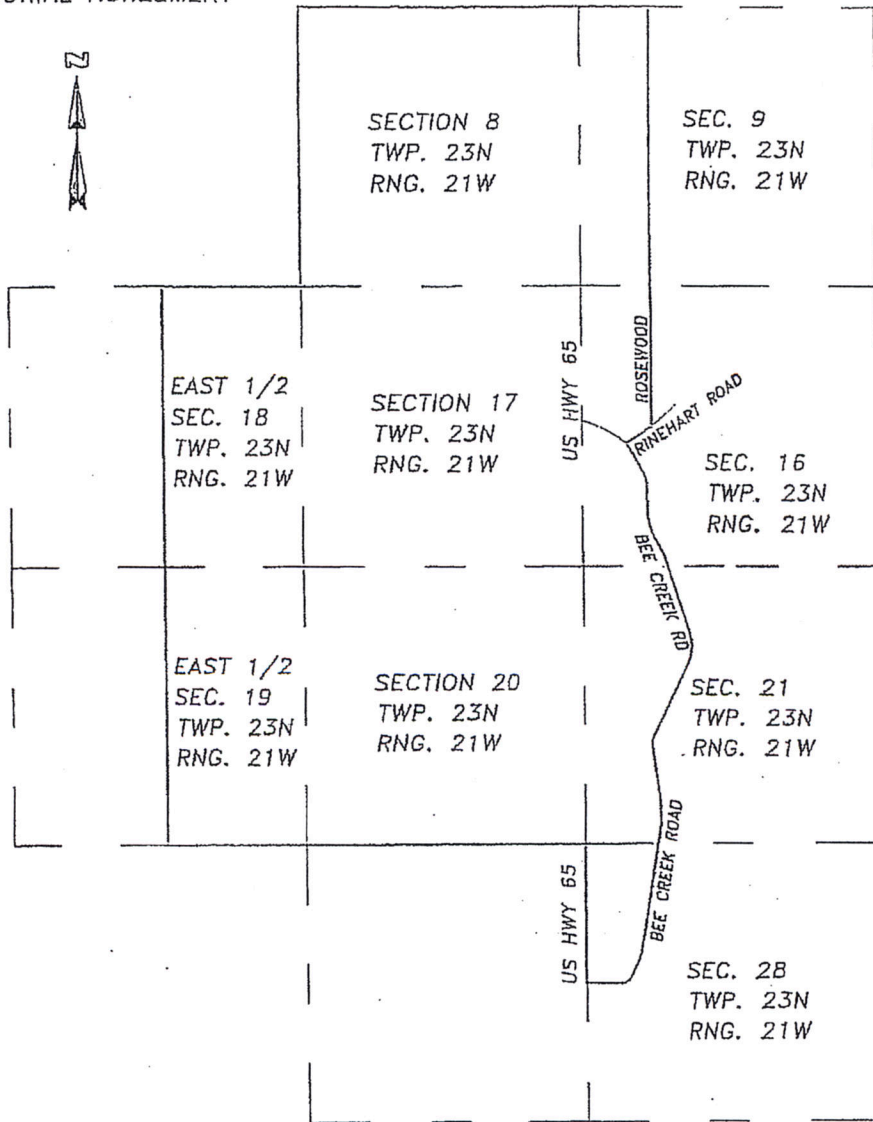 N
SECTION 8
TWP. 23N
RNG. 21W
SEC. 9
TWP. 23N
RNG. 21W
EAST 1/2
SEC. 18
TWP. 23N
RNG. 21W
SECTION 17
TWP. 23N
RNG. 21W
US HWY 65
ROSEWOOD
RINEHART ROAD
SEC. 16
TWP. 23N
RNG. 21W
BEE CREEK RD
EAST 1/2
SEC. 19
TWP. 23N
RNG. 21W
SECTION 20
TWP. 23N
RNG. 21W
SEC. 21
TWP. 23N
RNG. 21W
US HWY 65
BEE CREEK ROAD
SEC. 28
TWP. 23N
RNG. 21W